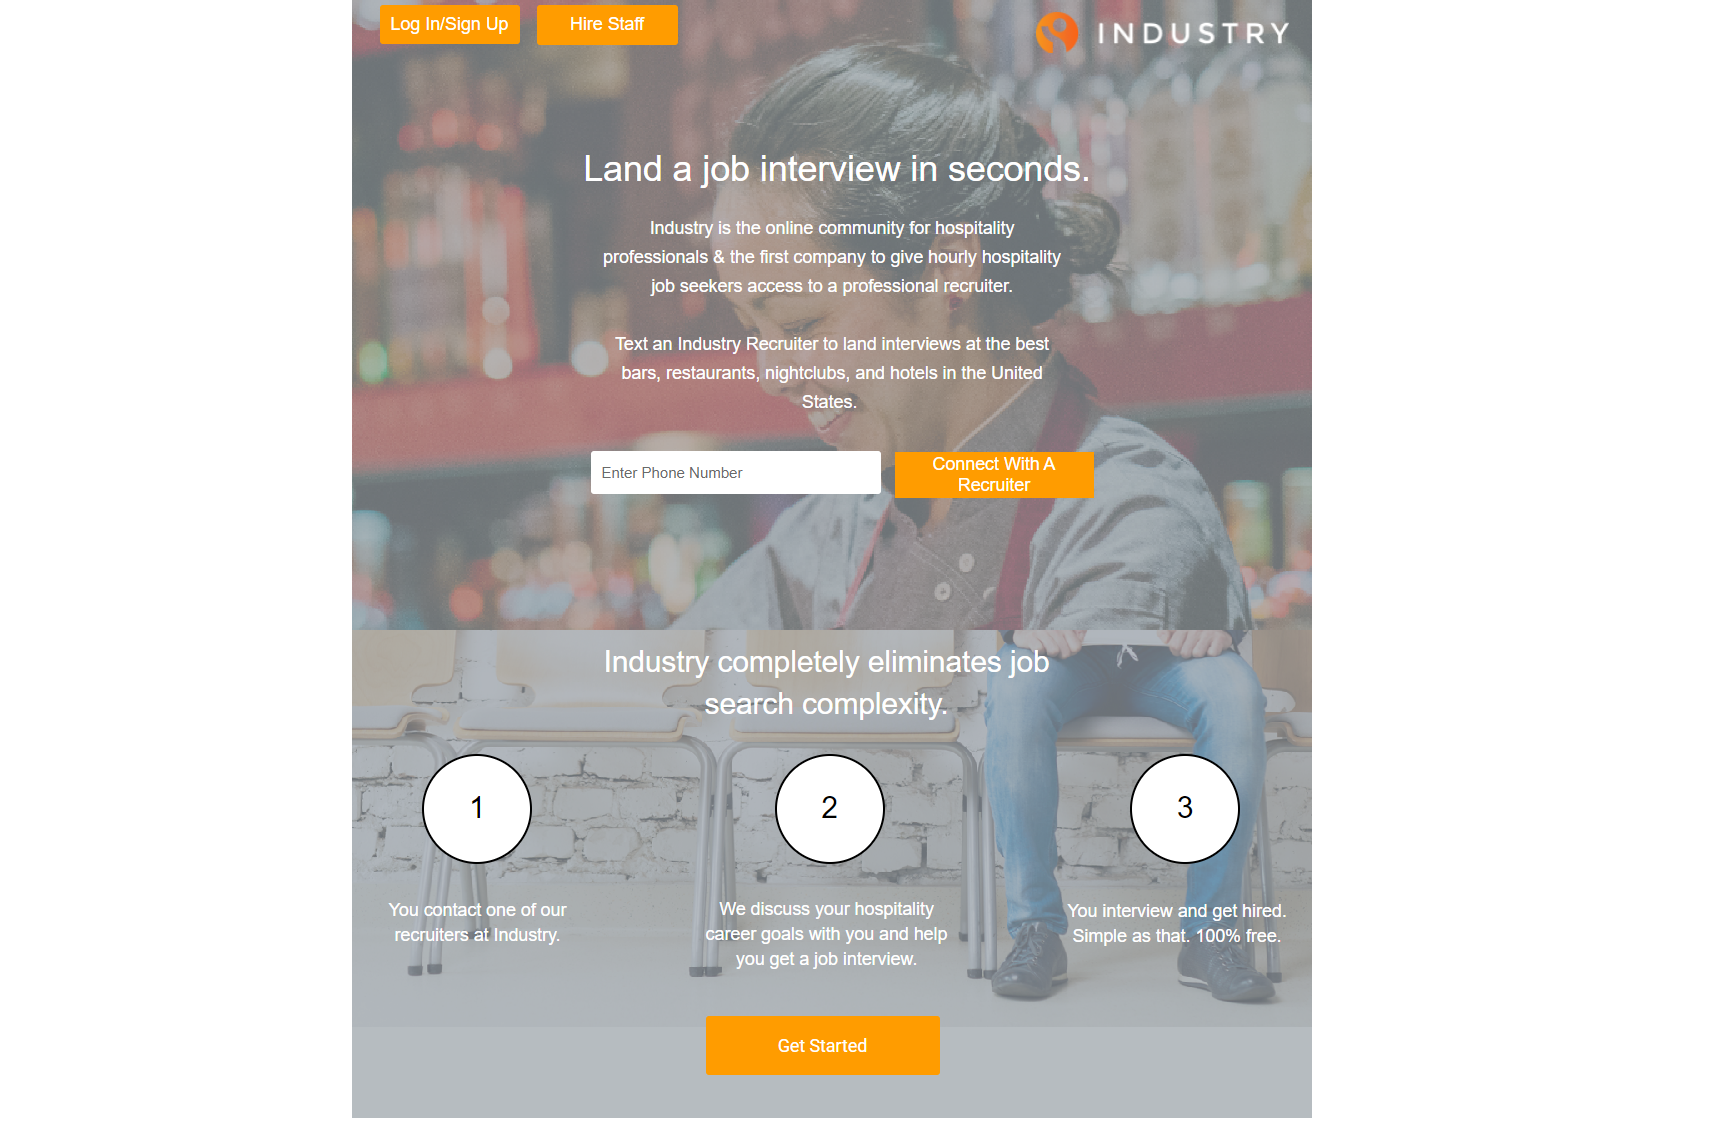 Log In/Sign Up
Hire Staff
INDUSTRY
Land a job interview in seconds.
Industry is the online community for hospitality
professionals & the first company to give hourly hospitality
job seekers access to a professional recruiter.
Text an Industry Recruiter to land interviews at the best
bars, restaurants, nightclubs, and hotels in the United
States.
Enter Phone Number
Connect With A
Recruiter
Industry completely eliminates job
search complexity.
1
2
3
You contact one of our
recruiters at Industry.
We discuss your hospitality
career goals with you and help
you get a job interview.
You interview and get hired.
Simple as that. 100% free.
Get Started